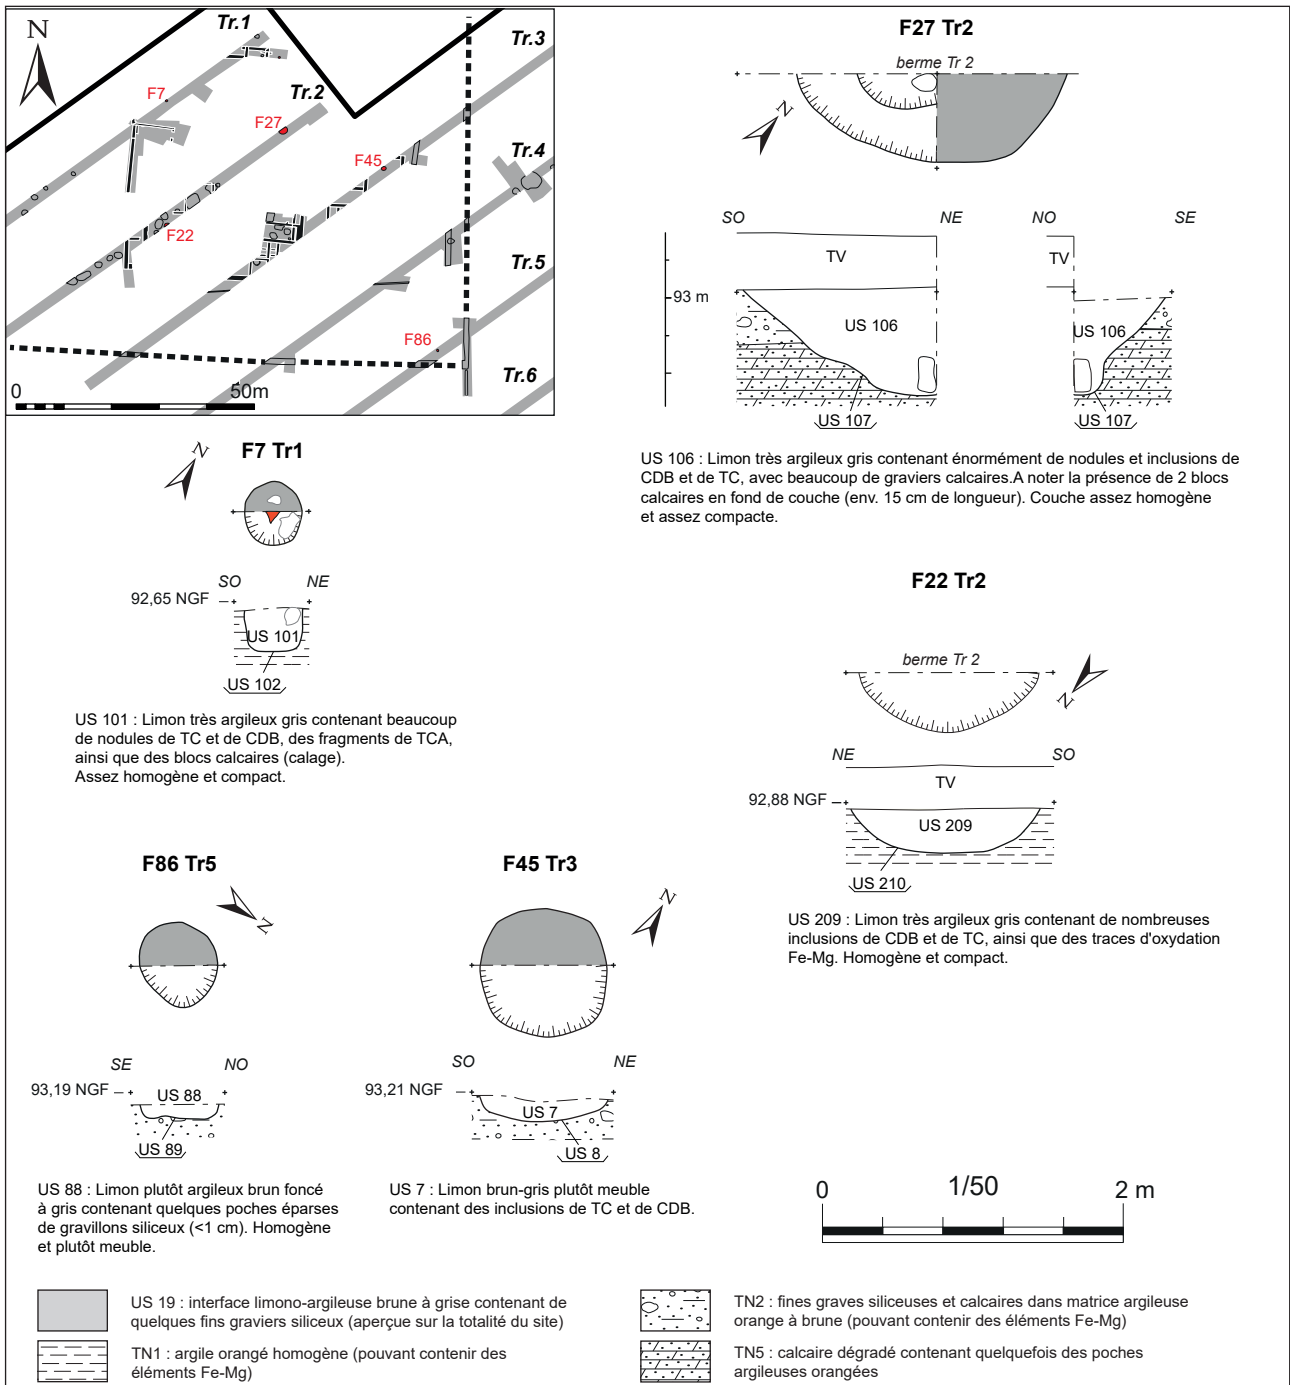 N
Tr.1
Tr.2
Tr.3
Tr.4
Tr.5
Tr.6
F7
F27
F45
F22
F86
0
50m
F27 Tr2
berme Tr 2
N
SO
NE
NO
SE
TV
TV
93 m
US 106
US 106
US 107
US 107
US 106 : Limon très argileux gris contenant énormément de nodules et inclusions de
CDB et de TC, avec beaucoup de graviers calcaires.A noter la présence de 2 blocs
calcaires en fond de couche (env. 15 cm de longueur). Couche assez homogène
et assez compacte.
F7 Tr1
N
SO
NE
92,65 NGF
US 101
US 102
US 101 : Limon très argileux gris contenant beaucoup
de nodules de TC et de CDB, des fragments de TCA,
ainsi que des blocs calcaires (calage).
Assez homogène et compact.
F22 Tr2
berme Tr 2
N
NE
SO
TV
92,88 NGF
US 209
US 210
US 209 : Limon très argileux gris contenant de nombreuses
inclusions de CDB et de TC, ainsi que des traces d'oxydation
Fe-Mg. Homogène et compact.
F86 Tr5
N
SE
NO
93,19 NGF
US 88
US 89
US 88 : Limon plutôt argileux brun foncé
à gris contenant quelques poches éparses
de gravillons siliceux (<1 cm). Homogène
et plutôt meuble.
F45 Tr3
N
SO
NE
93,21 NGF
US 7
US 8
US 7 : Limon brun-gris plutôt meuble
contenant des inclusions de TC et de CDB.
0
1/50
2 m
US 19 : interface limono-argileuse brune à grise contenant de
quelques fins graviers siliceux (aperçue sur la totalité du site)
TN1 : argile orangé homogène (pouvant contenir des
éléments Fe-Mg)
TN2 : fines graves siliceuses et calcaires dans matrice argileuse
orange à brune (pouvant contenir des éléments Fe-Mg)
TN5 : calcaire dégradé contenant quelquefois des poches
argileuses orangées